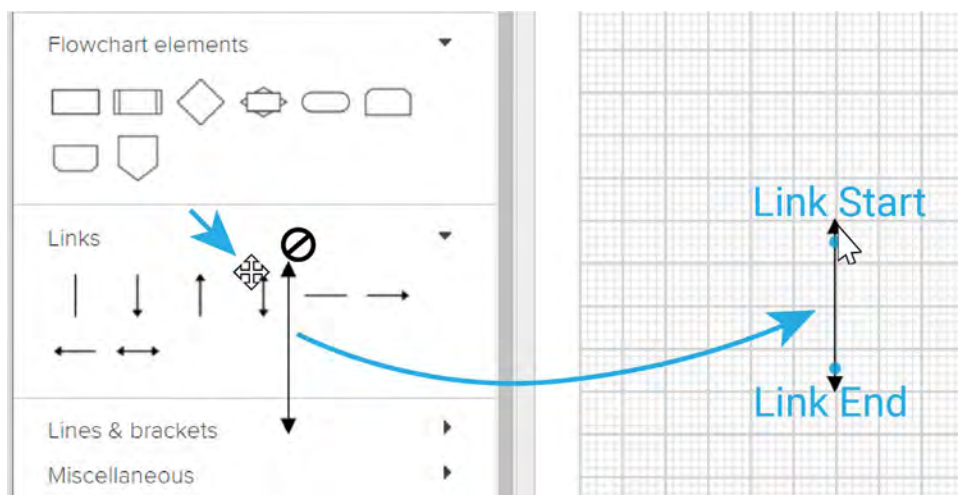 Flowchart elements
Links
Lines & brackets
Miscellaneous
Link Start
Link End